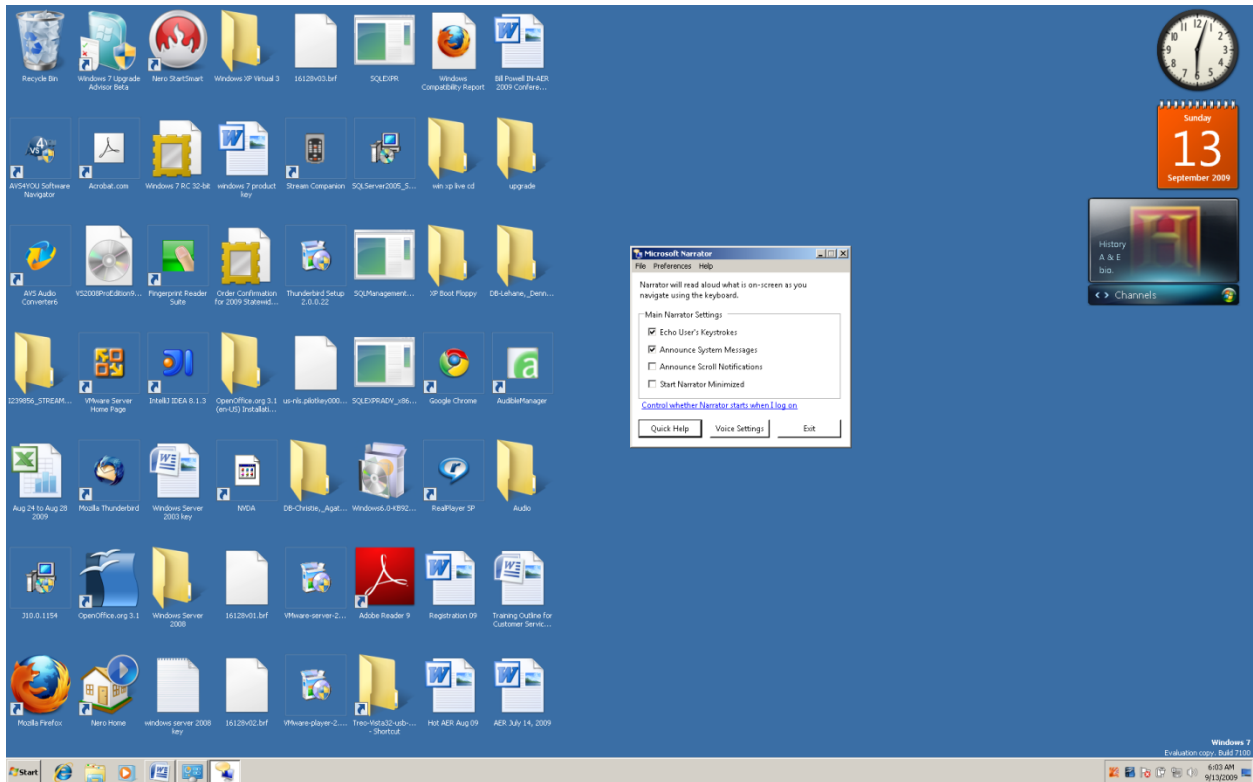 Recycle Bin
Windows 7 Upgrade
Advisor Beta
Nero StartSmart
Windows XP Virtual 3
16128v03.brf
SQLEXPR
Windows
Compatibility Report
Bill Powell IN-AER
2009 Confere...
AVS4YOU Software
Navigator
Acrobat.com
Windows 7 RC 32-bit
windows 7 product
key
Stream Companion
SQLServer2005_S...
win xp live cd
upgrade
AVS Audio
Converter6
VS2008ProEdition9...
Fingerprint Reader
Suite
Order Confirmation
for 2009 Statewid...
Thunderbird Setup
2.0.0.22
SQLManagement...
XP Boot Floppy
DB-Lehane,_Denn...
I239856_STREAM...
VMware Server
Home Page
IntelliJ IDEA 8.1.3
OpenOffice.org 3.1
(en-US) Installati...
us-nls.pilotkey000...
SQLEXPRADV_x86...
Google Chrome
AudibleManager
Aug 24 to Aug 28
2009
Mozilla Thunderbird
Windows Server
2003 key
NVDA
DB-Christie,_Agat...
Windows6.0-KB92...
RealPlayer SP
Audio
J10.0.1154
OpenOffice.org 3.1
Windows Server
2008
16128v01.brf
VMware-server-2...
Adobe Reader 9
Registration 09
Training Outline for
Customer Servic...
Mozilla Firefox
Nero Home
windows server 2008
key
16128v02.brf
VMware-player-2....
Treo-Vista32-usb-...
- Shortcut
Hot AER Aug 09
AER July 14, 2009
Microsoft Narrator
File Preferences Help
Narrator will read aloud what is on-screen as you
navigate using the keyboard.
Main Narrator Settings
Echo User's Keystrokes
Announce System Messages
Announce Scroll Notifications
Start Narrator Minimized
Control whether Narrator starts when I log on
Quick Help Voice Settings Exit
Sunday
13
September 2009
History
A & E
bio.
< > Channels
Windows 7
Evaluation copy. Build 7100
Start
6:03 AM
9/13/2009